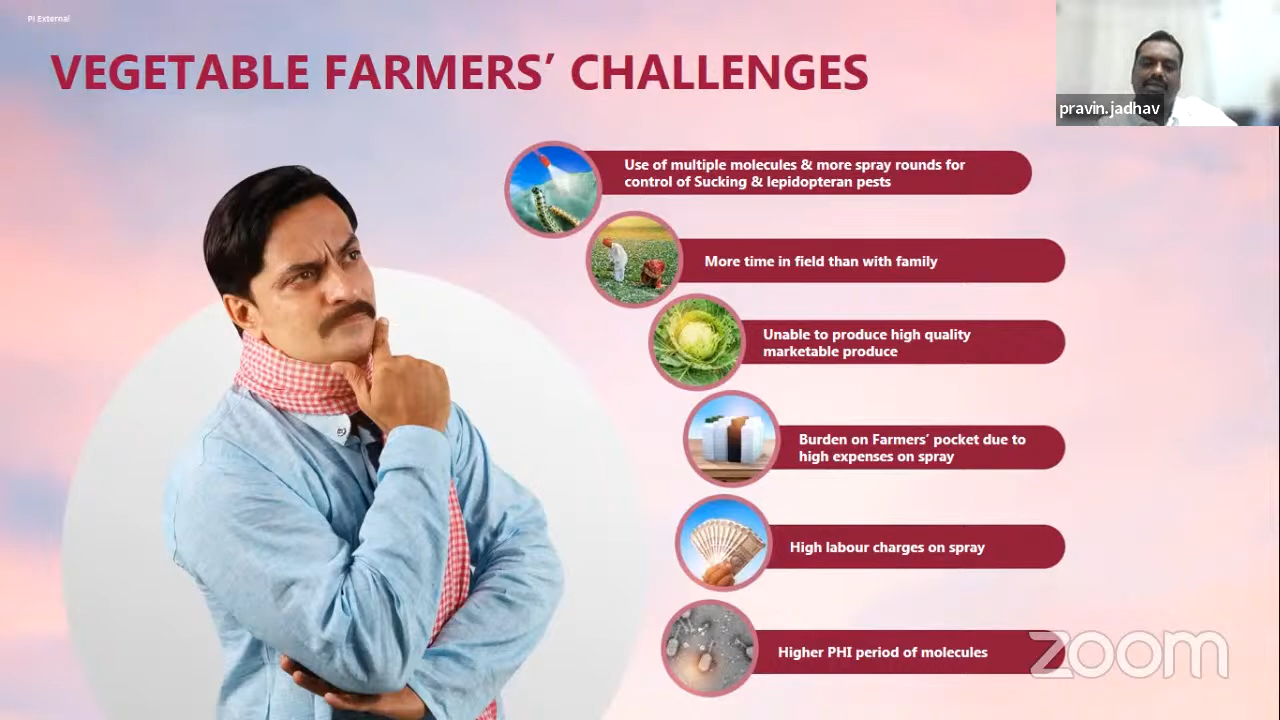 PI External
VEGETABLE FARMERS’ CHALLENGES
pravin.jadhav
Use of multiple molecules & more spray rounds for
control of Sucking & lepidopteran pests
More time in field than with family
Unable to produce high quality
marketable produce
Burden on Farmers’ pocket due to
high expenses on spray
High labour charges on spray
Higher PHI period of molecules
zoom